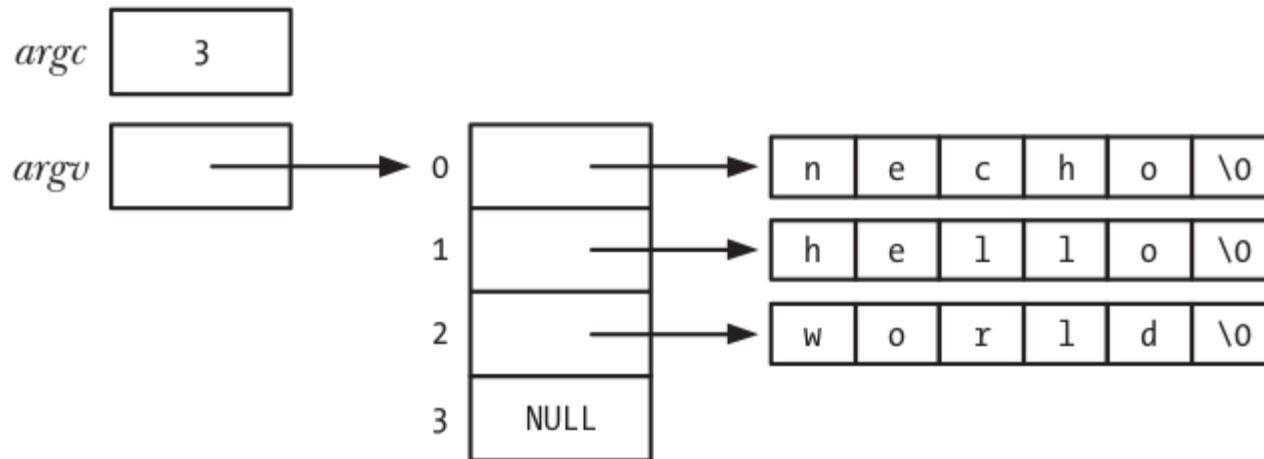 argc 3
argv 0 n e c h o \0
1 h e l l o \0
2 w o r l d \0
3 NULL